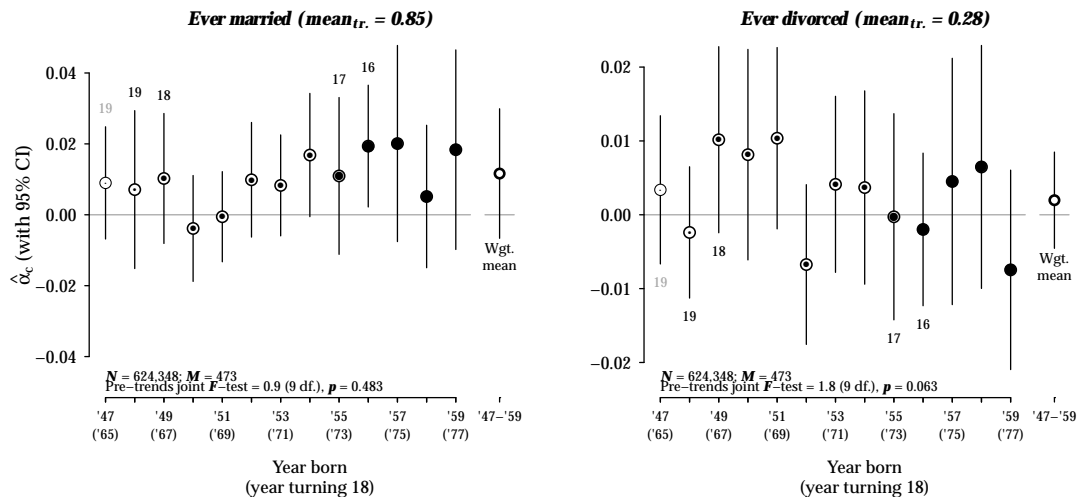 Ever married (mean tr. = 0.85)
α̂c (with 95% CI)
0.04
0.02
0.00
−0.02
−0.04
19
19
18
17
16
Wgt.
mean
N = 624,348; M = 473
Pre−trends joint F−test = 0.9 (9 df.), p = 0.483
'47 '49 '51 '53 '55 '57 '59 '47−'59
('65) ('67) ('69) ('71) ('73) ('75) ('77)
Year born
(year turning 18)
Ever divorced (mean tr. = 0.28)
0.02
0.01
0.00
−0.01
−0.02
19
19
18
17
16
Wgt.
mean
N = 624,348; M = 473
Pre−trends joint F−test = 1.8 (9 df.), p = 0.063
'47 '49 '51 '53 '55 '57 '59 '47−'59
('65) ('67) ('69) ('71) ('73) ('75) ('77)
Year born
(year turning 18)